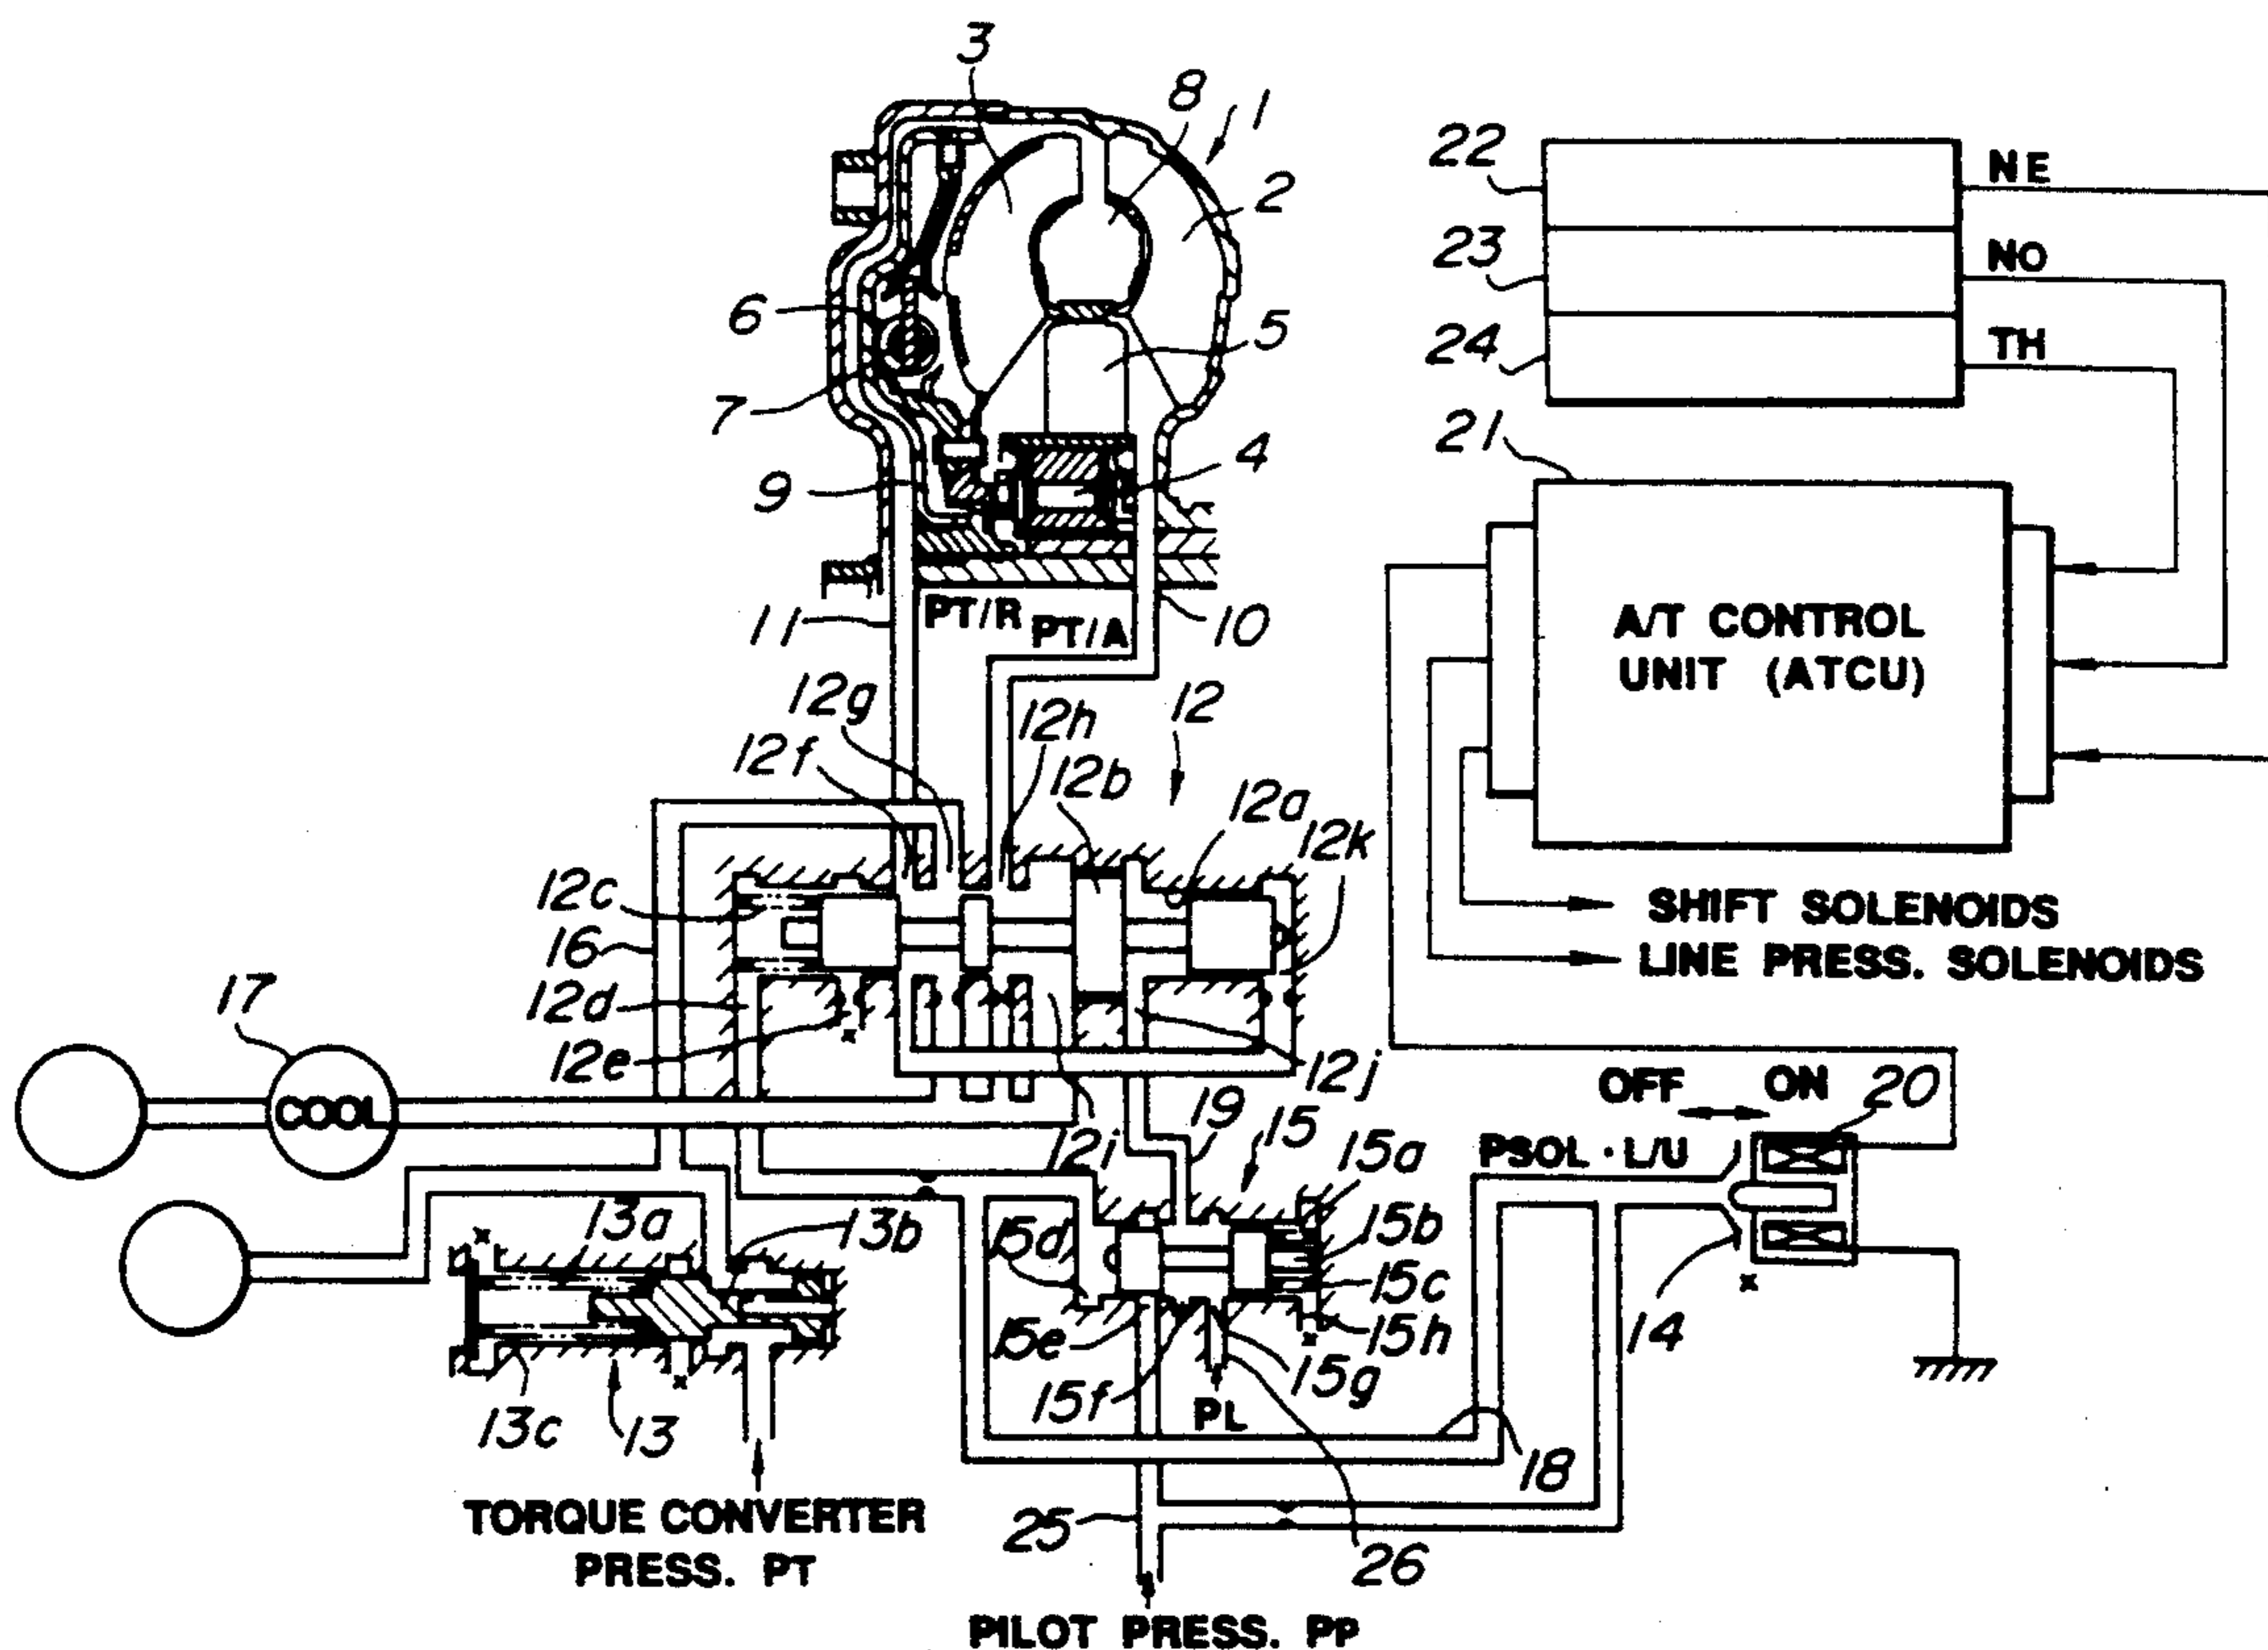 3
8
1
22
NE
2
23
NO
6
5
24
TH
7
21
4
9
A/T CONTROL
UNIT (ATCU)
11
PT/R
PT/A
10
12g
12h
12
12f
12b
12a
12k
12c
16
SHIFT SOLENOIDS
LINE PRESS. SOLENOIDS
17
12d
12e
12j
COOL
19
OFF
ON
20
12i
15
15a
PSOL · L/U
13a
13b
15d
15b
15c
15e
15h
14
15f
15g
PL
13c
13
18
TORQUE CONVERTER
PRESS. PT
25
26
PILOT PRESS. PP